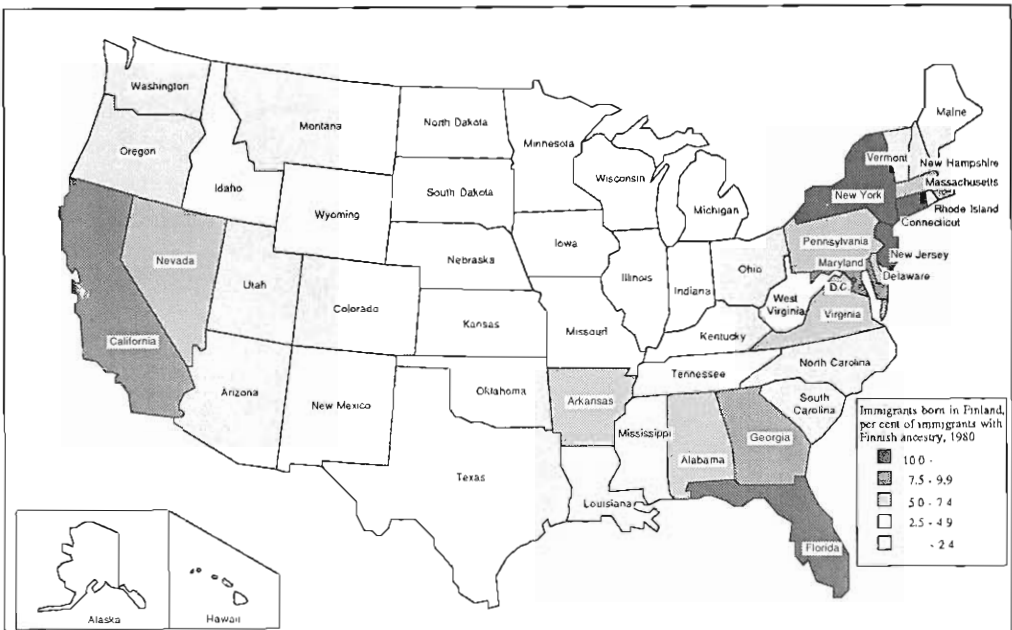 Washington
Montana
North Dakota
Minnesota
Maine
Oregon
Idaho
Wyoming
South Dakota
Wisconsin
Michigan
Vermont
New Hampshire
Massachusetts
New York
Rhode Island
Connecticut
Nevada
Utah
Colorado
Nebraska
Iowa
Illinois
Indiana
Ohio
Pennsylvania
New Jersey
Maryland
Delaware
D.C.
West
Virginia
Virginia
California
Kansas
Missouri
Kentucky
Arizona
New Mexico
Oklahoma
Arkansas
Tennessee
North Carolina
South
Carolina
Mississippi
Alabama
Georgia
Texas
Louisiana
Florida
Alaska
Hawaii
Immigrants born in Finland,
per cent of immigrants with
Finnish ancestry, 1980
10.0 -
7.5 - 9.9
5.0 - 7.4
2.5 - 4.9
- 2.4